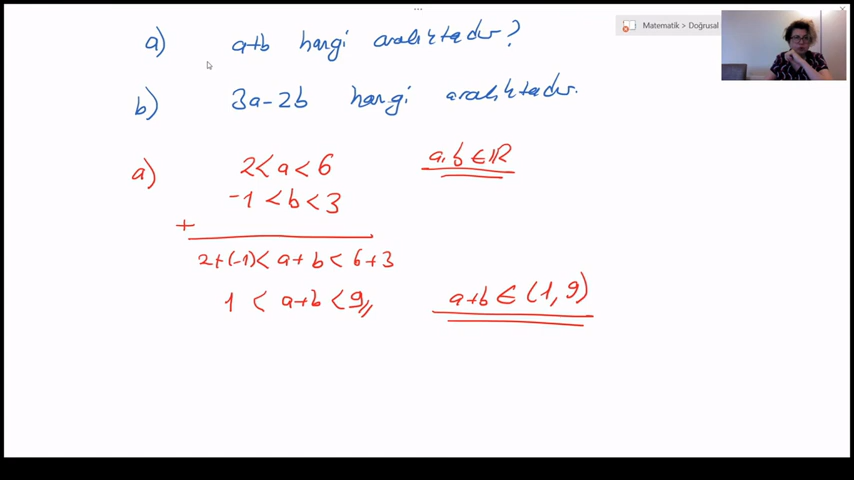 a) a+b hangi aralıktadır?
Matematik > Doğrusal
b) 3a-2b hangi aralıktadır.
a) 2<a<6 a,b ∈ ℝ
-1 <b<3
+
2+(-1)< a+b < 6+3
1 < a+b < 9// a+b ∈ (1, 9)